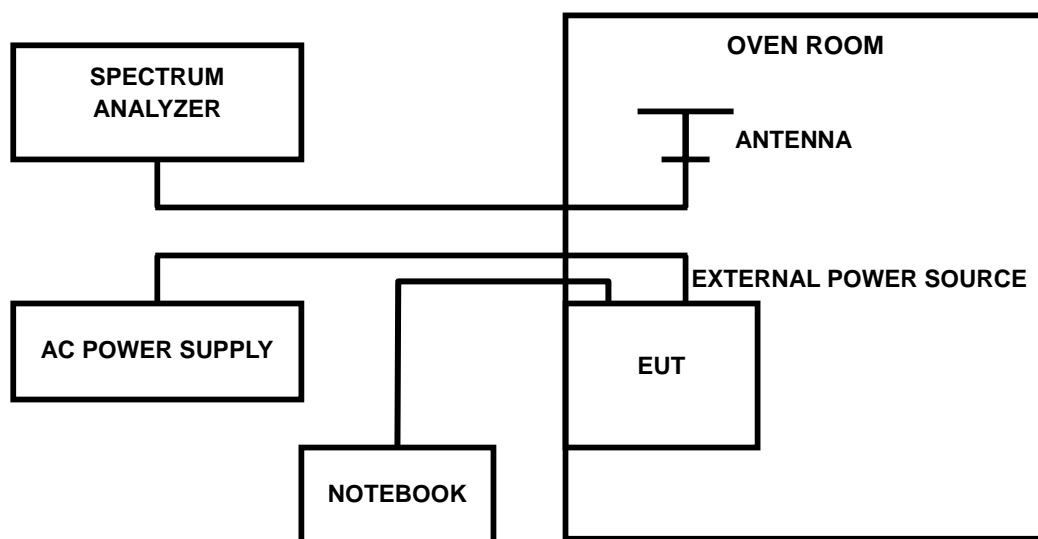 OVEN ROOM
SPECTRUM
ANALYZER
ANTENNA
EXTERNAL POWER SOURCE
AC POWER SUPPLY
EUT
NOTEBOOK